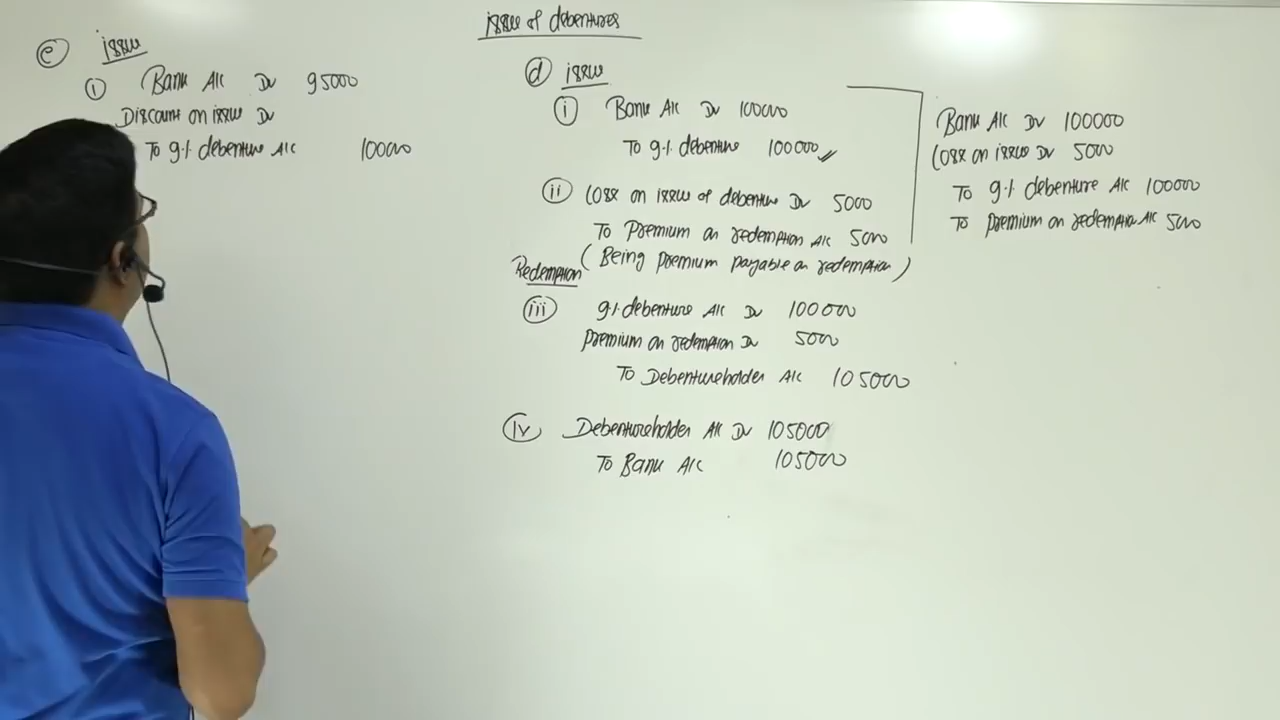 issue of debentures
e issue
i Bank A/c Dr 95000
Discount on issue Dr
To 9% debenture A/c 100000
d issue
i Bank A/c Dr 100000
To 9% debenture 100000
ii Loss on issue of debenture Dr 5000
To Premium on redemption A/c 5000
(Being premium payable on redemption)
Redemption
iii 9% debenture A/c Dr 100000
Premium on redemption Dr 5000
To Debentureholder A/c 105000
iv Debentureholder A/c Dr 105000
To Bank A/c 105000
Bank A/c Dr 100000
Loss on issue Dr 5000
To 9% debenture A/c 100000
To Premium on redemption A/c 5000